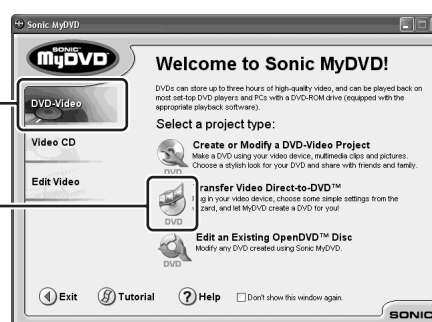 Sonic MyDVD
SONIC
MyDVD
Welcome to Sonic MyDVD!
DVDs can store up to three hours of high-quality video, and can be played back on
most set-top DVD players and PCs with a DVD-ROM drive (equipped with the
appropriate playback software).
DVD-Video
Select a project type:
Video CD
Create or Modify a DVD-Video Project
Make a DVD using your video device, multimedia clips and pictures.
Choose a stylish look for your DVD and share with friends and family.
DVD
Edit Video
ransfer Video Direct-to-DVD™
ug in your video device, choose some simple settings from the
zard, and let MyDVD create a DVD for you!
DVD
Edit an Existing OpenDVD™ Disc
Modify any DVD created using Sonic MyDVD.
DVD
Exit
Tutorial
? Help
Don't show this window again.
SONIC